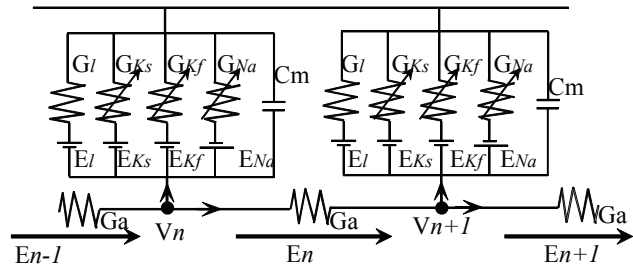 Gl GKs GKf GNa Cm Gl GKs GKf GNa Cm
El EKs EKf ENa El EKs EKf ENa
Ga Vn Ga Vn+1 Ga
En-1 En En+1